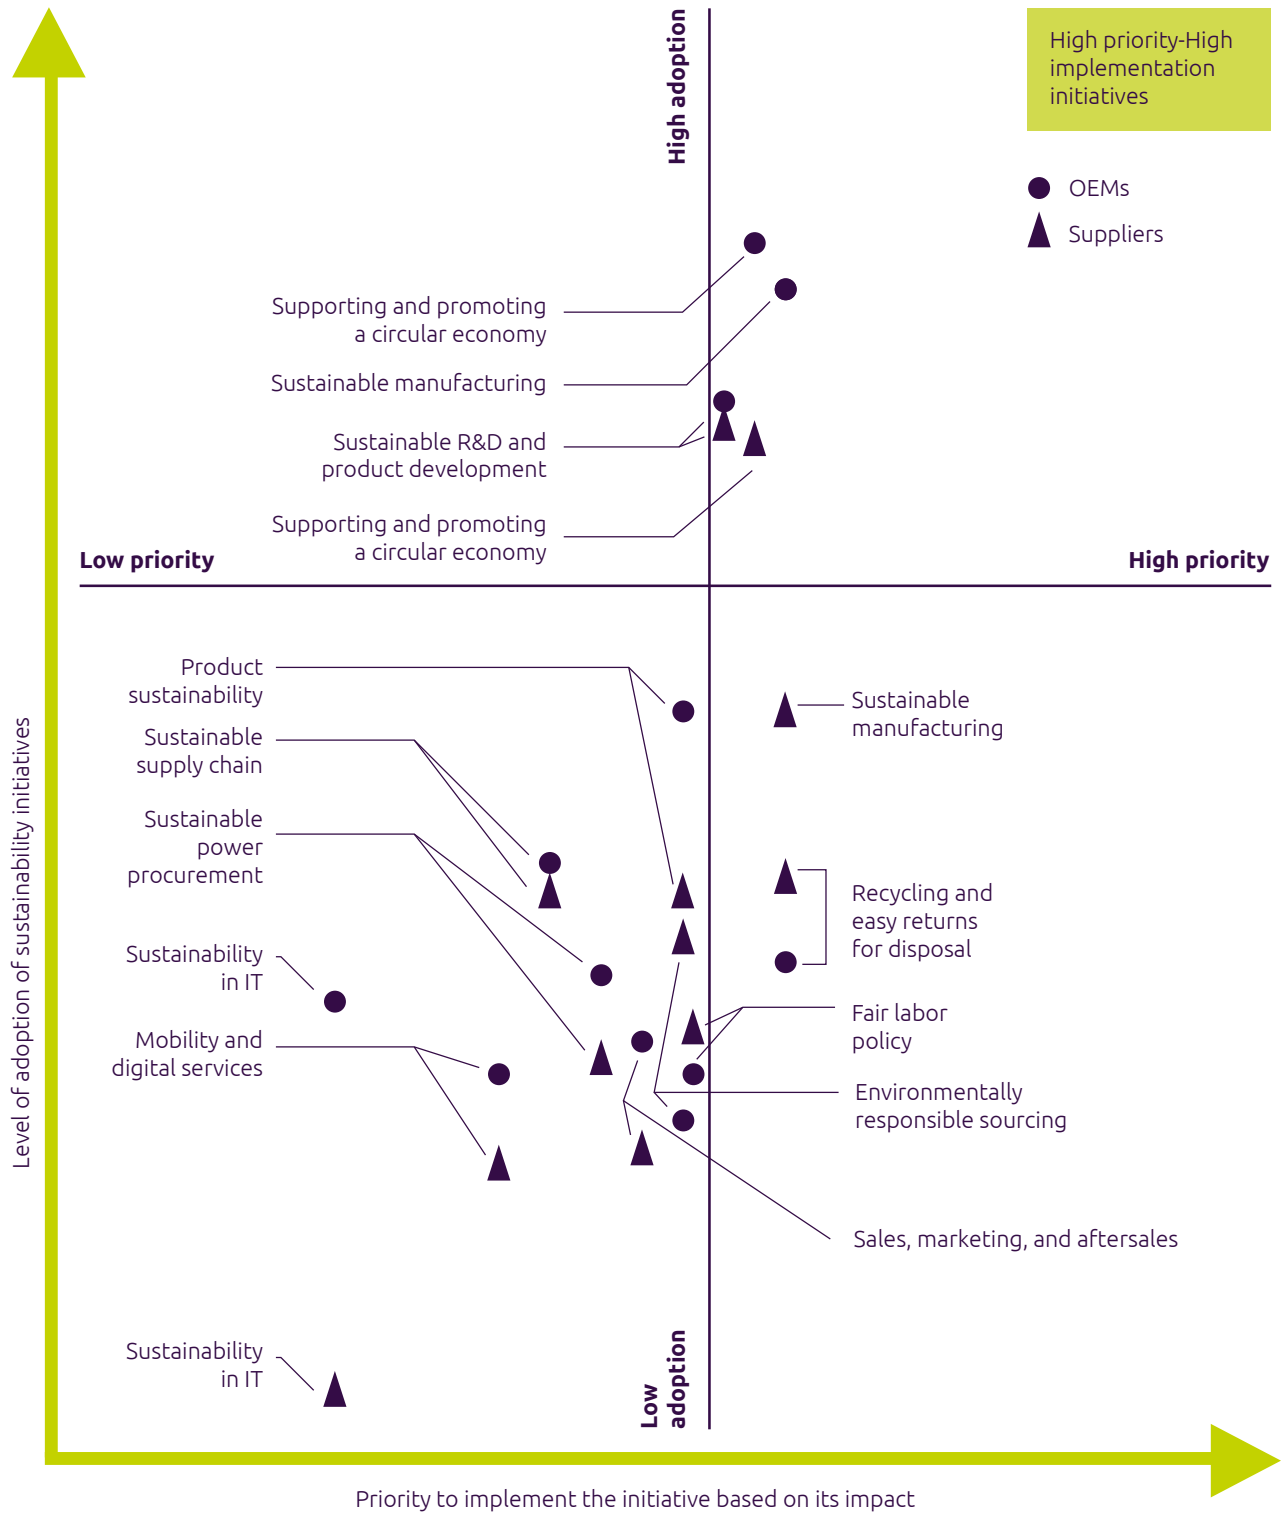 High adoption
High priority-High
implementation
initiatives
OEMs
Suppliers
Supporting and promoting
a circular economy
Sustainable manufacturing
Sustainable R&D and
product development
Supporting and promoting
a circular economy
Low priority
High priority
Level of adoption of sustainability initiatives
Product
sustainability
Sustainable
supply chain
Sustainable
power
procurement
Sustainability
in IT
Mobility and
digital services
Sustainable
manufacturing
Recycling and
easy returns
for disposal
Fair labor
policy
Environmentally
responsible sourcing
Sales, marketing, and aftersales
Sustainability
in IT
Low
adoption
Priority to implement the initiative based on its impact